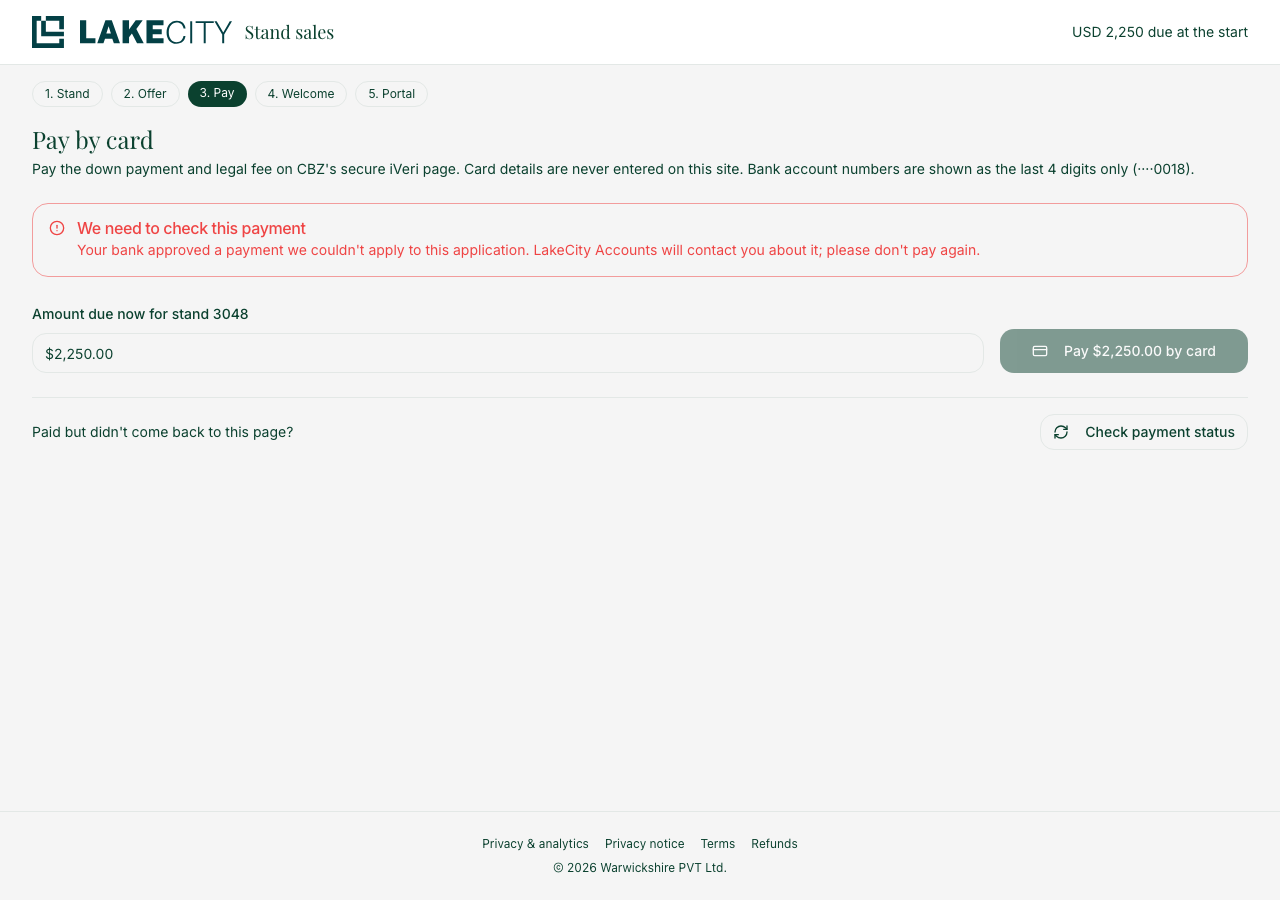 LAKECITY Stand sales
USD 2,250 due at the start
1. Stand
2. Offer
3. Pay
4. Welcome
5. Portal
Pay by card
Pay the down payment and legal fee on CBZ's secure iVeri page. Card details are never entered on this site. Bank account numbers are shown as the last 4 digits only (····0018).
We need to check this payment
Your bank approved a payment we couldn't apply to this application. LakeCity Accounts will contact you about it; please don't pay again.
Amount due now for stand 3048
$2,250.00
Pay $2,250.00 by card
Paid but didn't come back to this page?
Check payment status
Privacy & analytics
Privacy notice
Terms
Refunds
© 2026 Warwickshire PVT Ltd.